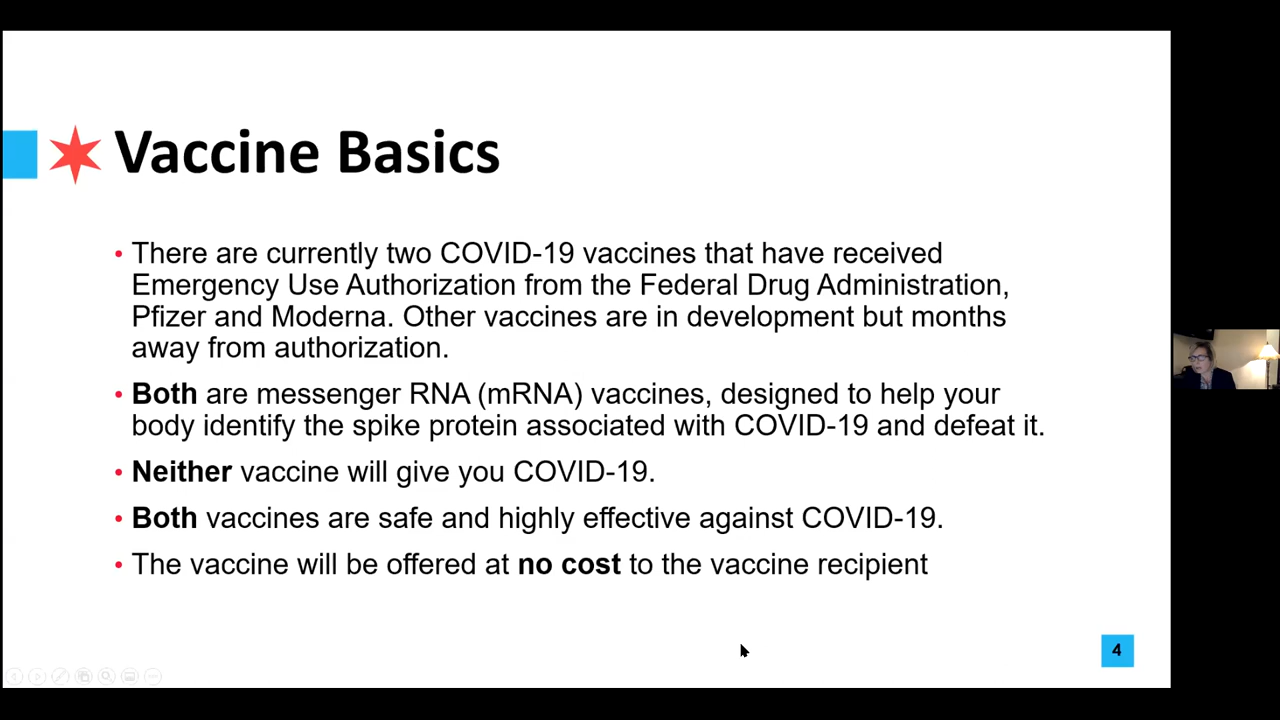 Vaccine Basics
• There are currently two COVID-19 vaccines that have received
Emergency Use Authorization from the Federal Drug Administration,
Pfizer and Moderna. Other vaccines are in development but months
away from authorization.
• Both are messenger RNA (mRNA) vaccines, designed to help your
body identify the spike protein associated with COVID-19 and defeat it.
• Neither vaccine will give you COVID-19.
• Both vaccines are safe and highly effective against COVID-19.
• The vaccine will be offered at no cost to the vaccine recipient
4